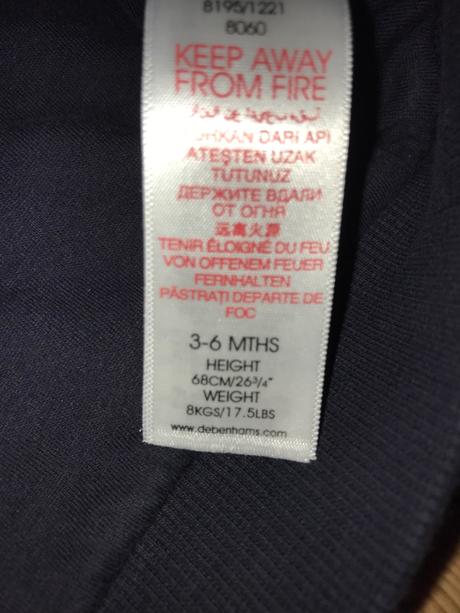 8195/1221
8060
KEEP AWAY
FROM FIRE
DARI API
ATEŞTEN UZAK
TUTUNUZ
ДЕРЖИТЕ ВДАЛИ
ОТ ОГНЯ
远离火源
TENIR ÉLOIGNÉ DU FEU
VON OFFENEM FEUER
FERNHALTEN
PĂSTRAȚI DEPARTE DE
FOC
3-6 MTHS
HEIGHT
68CM/26¾"
WEIGHT
8KGS/17.5LBS
www.debenhams.com